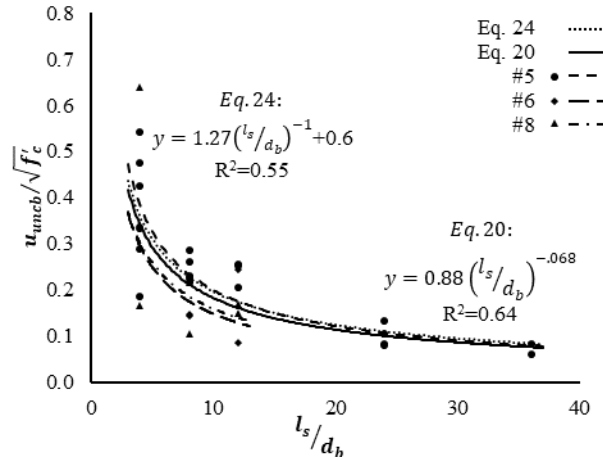 0.8
0.7
0.6
0.5
0.4
0.3
0.2
0.1
0.0
u_uncb/√f'_c
Eq. 24
Eq. 20
#5
#6
#8
Eq. 24:
y = 1.27(l_s/d_b)^−1+0.6
R²=0.55
Eq. 20:
y = 0.88 (l_s/d_b)^−.068
R²=0.64
0 10 20 30 40
l_s/d_b